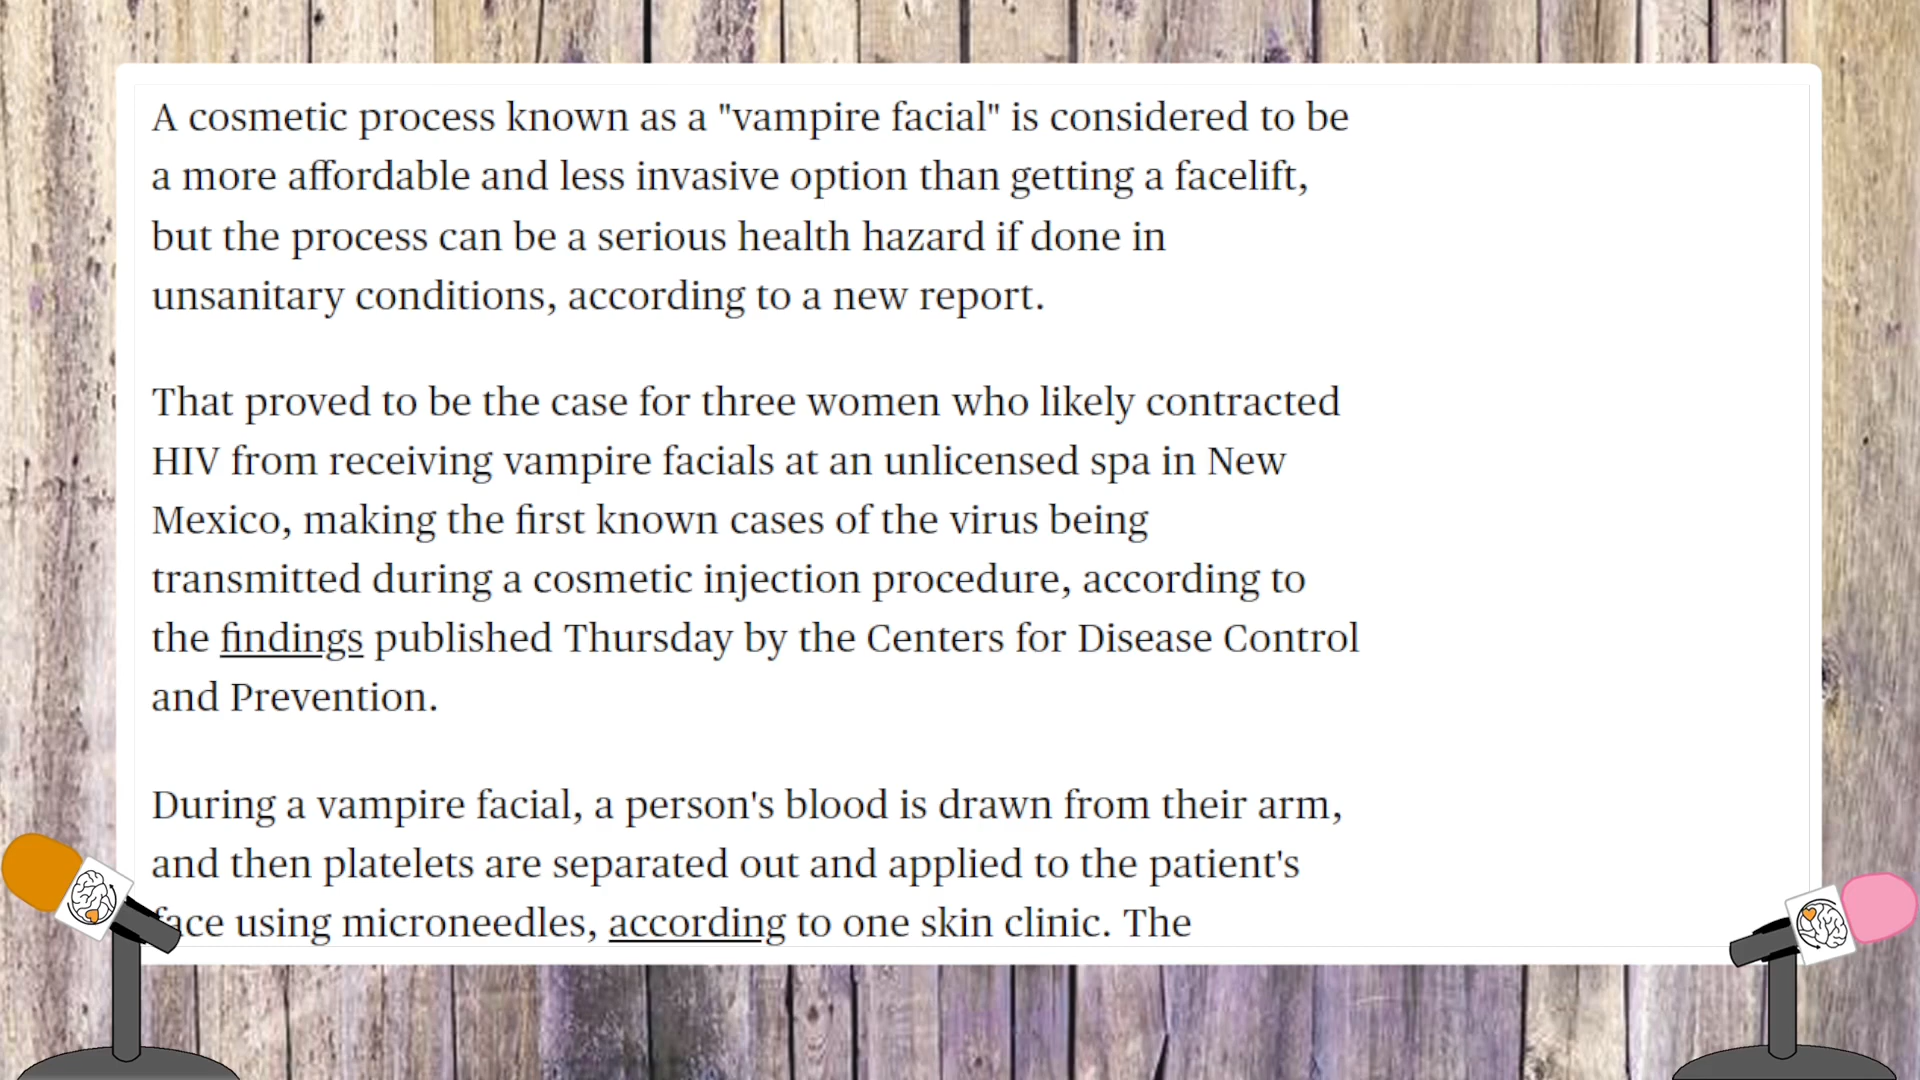 A cosmetic process known as a "vampire facial" is considered to be
a more affordable and less invasive option than getting a facelift,
but the process can be a serious health hazard if done in
unsanitary conditions, according to a new report.
That proved to be the case for three women who likely contracted
HIV from receiving vampire facials at an unlicensed spa in New
Mexico, making the first known cases of the virus being
transmitted during a cosmetic injection procedure, according to
the findings published Thursday by the Centers for Disease Control
and Prevention.
During a vampire facial, a person's blood is drawn from their arm,
and then platelets are separated out and applied to the patient's
face using microneedles, according to one skin clinic. The